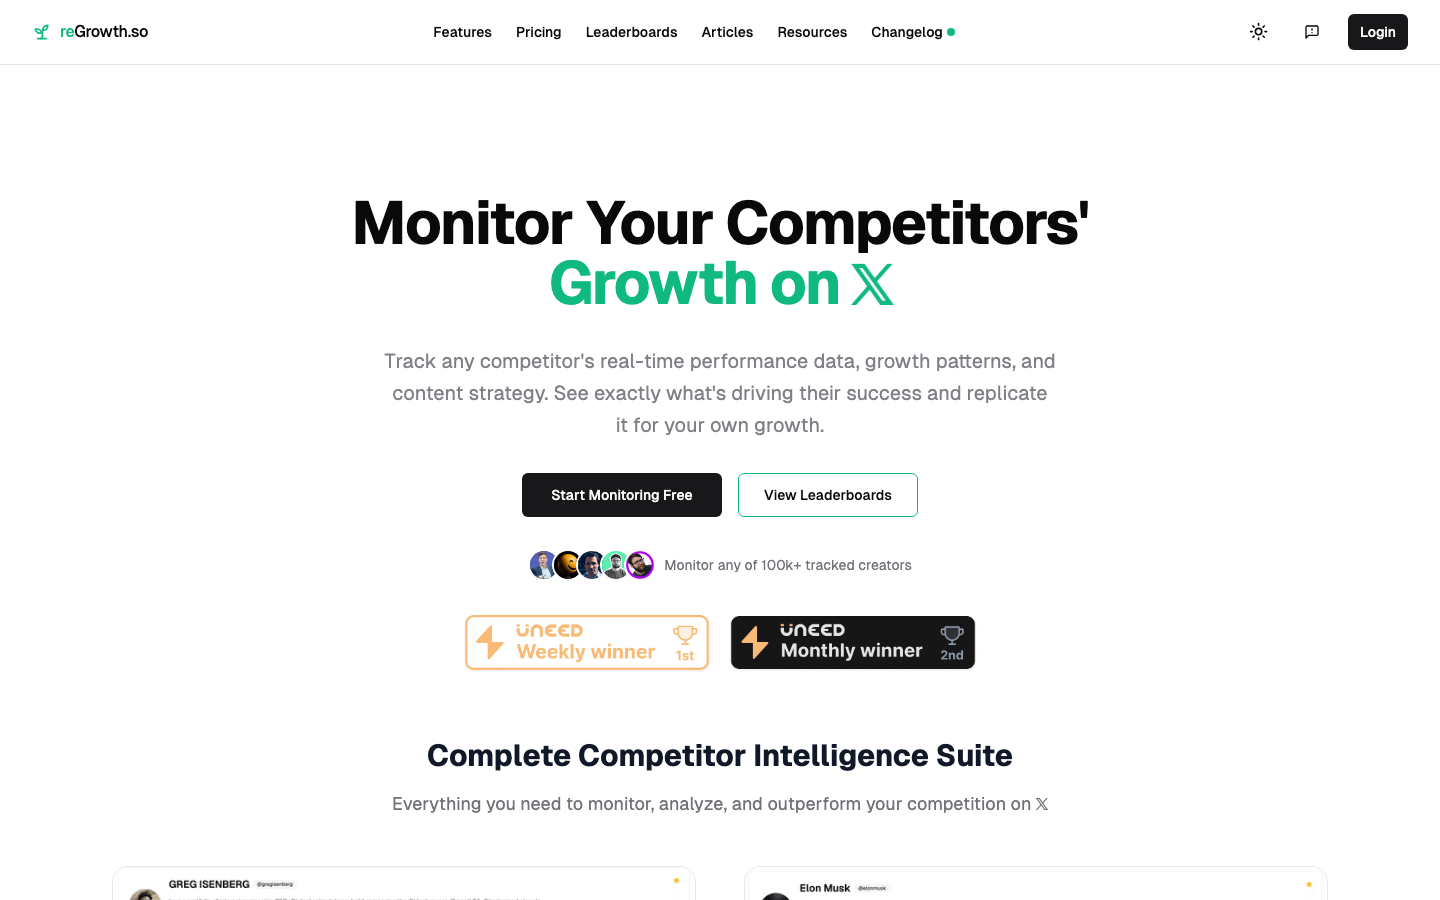 reGrowth.so
Features Pricing Leaderboards Articles Resources Changelog
Login
Monitor Your Competitors'
Growth on 𝕏
Track any competitor's real-time performance data, growth patterns, and
content strategy. See exactly what's driving their success and replicate
it for your own growth.
Start Monitoring Free
View Leaderboards
Monitor any of 100k+ tracked creators
UNEED
Weekly winner
1st
UNEED
Monthly winner
2nd
Complete Competitor Intelligence Suite
Everything you need to monitor, analyze, and outperform your competition on 𝕏
GREG ISENBERG @gregisenberg
Elon Musk @elonmusk